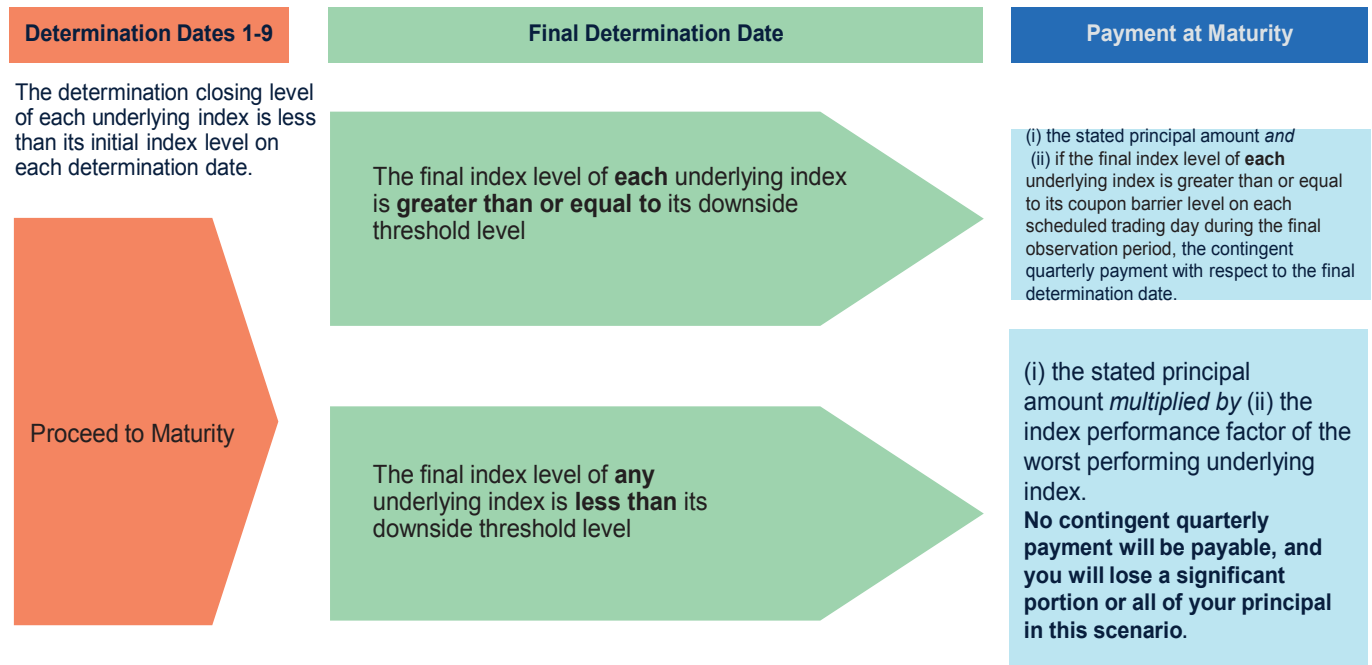 Determination Dates 1-9
Final Determination Date
Payment at Maturity
The determination closing level
of each underlying index is less
than its initial index level on
each determination date.
Proceed to Maturity
The final index level of each underlying index
is greater than or equal to its downside
threshold level
(i) the stated principal amount and
(ii) if the final index level of each
underlying index is greater than or equal
to its coupon barrier level on each
scheduled trading day during the final
observation period, the contingent
quarterly payment with respect to the final
determination date.
The final index level of any
underlying index is less than its
downside threshold level
(i) the stated principal
amount multiplied by (ii) the
index performance factor of the
worst performing underlying
index.
No contingent quarterly
payment will be payable, and
you will lose a significant
portion or all of your principal
in this scenario.